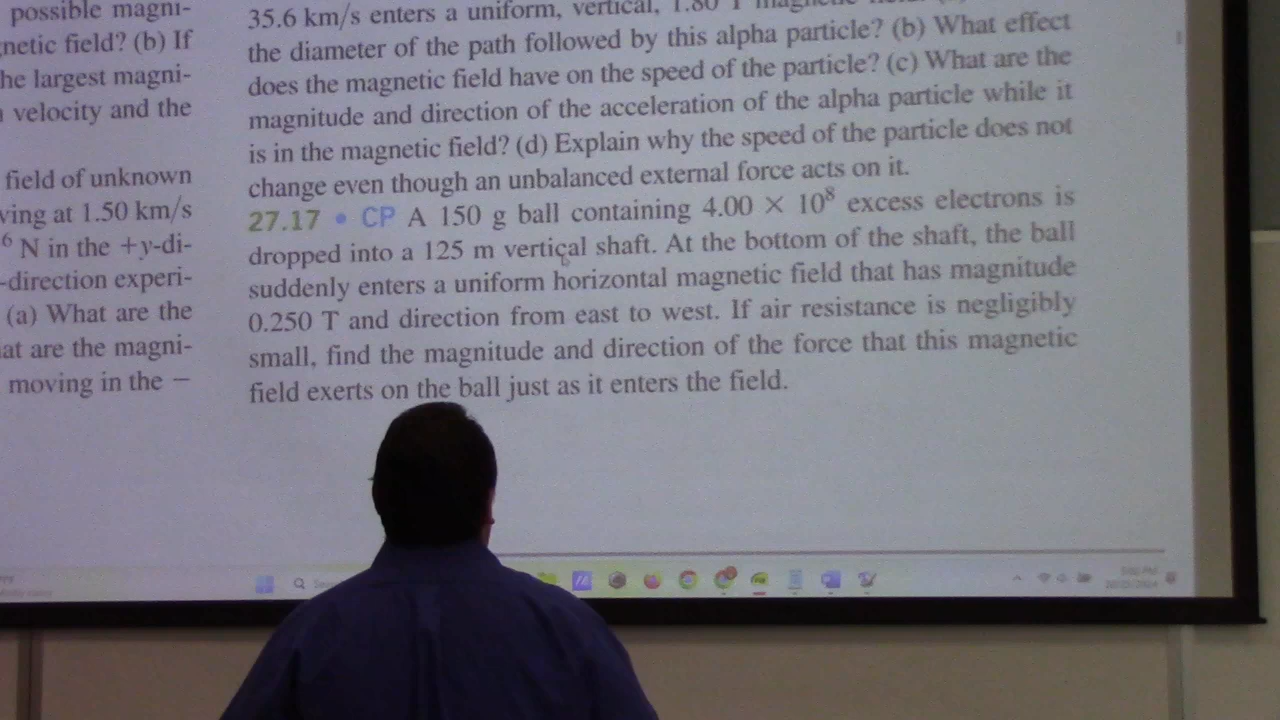 possible magni-
gnetic field? (b) If
he largest magni-
velocity and the
field of unknown
ving at 1.50 km/s
6 N in the +y-di-
-direction experi-
(a) What are the
at are the magni-
moving in the −
35.6 km/s enters a uniform, vertical, 1.80 T magnetic
the diameter of the path followed by this alpha particle? (b) What effect
does the magnetic field have on the speed of the particle? (c) What are the
magnitude and direction of the acceleration of the alpha particle while it
is in the magnetic field? (d) Explain why the speed of the particle does not
change even though an unbalanced external force acts on it.
27.17 • CP A 150 g ball containing 4.00 × 10⁸ excess electrons is
dropped into a 125 m vertical shaft. At the bottom of the shaft, the ball
suddenly enters a uniform horizontal magnetic field that has magnitude
0.250 T and direction from east to west. If air resistance is negligibly
small, find the magnitude and direction of the force that this magnetic
field exerts on the ball just as it enters the field.